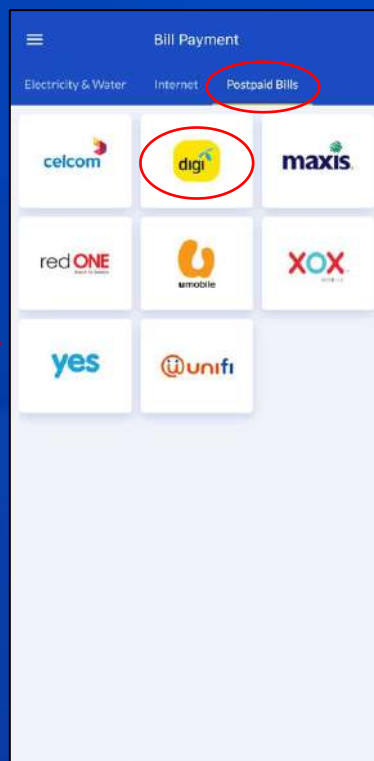 Bill Payment
Electricity & Water Internet Postpaid Bills
celcom digi maxis
redONE umobile XOX
yes unifi